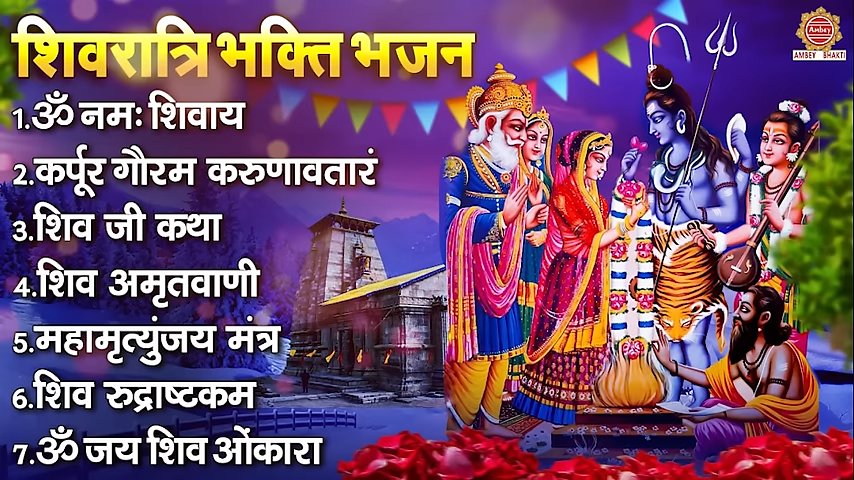 शिवरात्रि भक्ति भजन
1.ॐ नमः शिवाय
2.कर्पूर गौरम करुणावतारं
3.शिव जी कथा
4.शिव अमृतवाणी
5.महामृत्युंजय मंत्र
6.शिव रुद्राष्टकम
7.ॐ जय शिव ओंकारा
Ambey
AMBEY BHAKTI